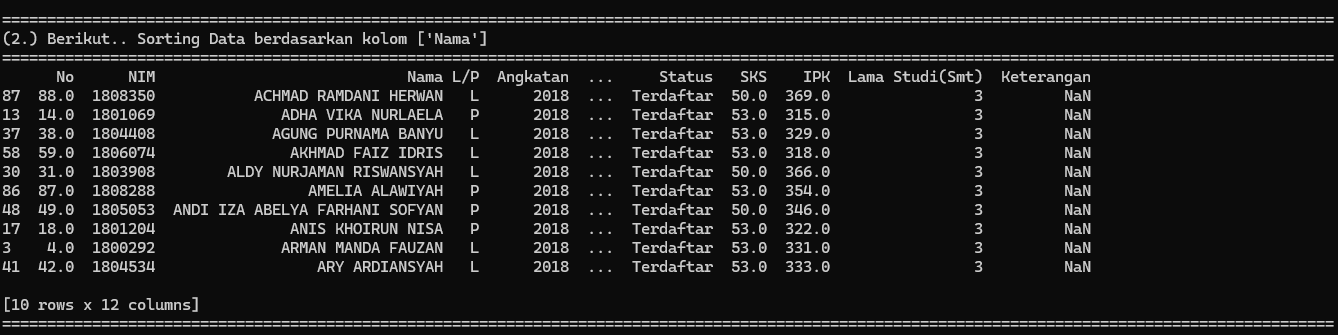 ====================================================================================================================================================
(2.) Berikut.. Sorting Data berdasarkan kolom ['Nama']
====================================================================================================================================================
      No      NIM                            Nama L/P  Angkatan  ...     Status   SKS    IPK  Lama Studi(Smt)  Keterangan
87  88.0  1808350           ACHMAD RAMDANI HERWAN   L      2018  ...  Terdaftar  50.0  369.0                3         NaN
13  14.0  1801069              ADHA VIKA NURLAELA   P      2018  ...  Terdaftar  53.0  315.0                3         NaN
37  38.0  1804408             AGUNG PURNAMA BANYU   L      2018  ...  Terdaftar  53.0  329.0                3         NaN
58  59.0  1806074               AKHMAD FAIZ IDRIS   L      2018  ...  Terdaftar  53.0  318.0                3         NaN
30  31.0  1803908        ALDY NURJAMAN RISWANSYAH   L      2018  ...  Terdaftar  50.0  366.0                3         NaN
86  87.0  1808288                 AMELIA ALAWIYAH   P      2018  ...  Terdaftar  53.0  354.0                3         NaN
48  49.0  1805053  ANDI IZA ABELYA FARHANI SOFYAN   P      2018  ...  Terdaftar  50.0  346.0                3         NaN
17  18.0  1801204               ANIS KHOIRUN NISA   P      2018  ...  Terdaftar  53.0  322.0                3         NaN
3    4.0  1800292              ARMAN MANDA FAUZAN   L      2018  ...  Terdaftar  53.0  331.0                3         NaN
41  42.0  1804534                  ARY ARDIANSYAH   L      2018  ...  Terdaftar  53.0  333.0                3         NaN
[10 rows x 12 columns]
====================================================================================================================================================